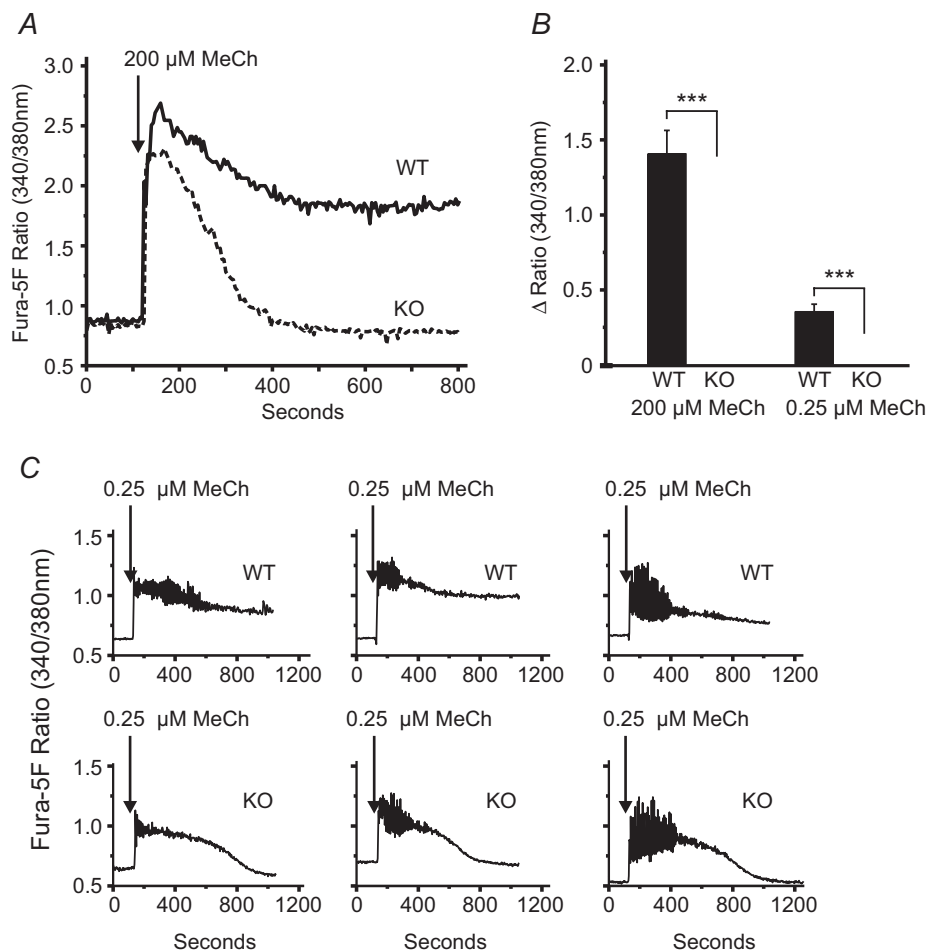 A
200 µM MeCh
Fura-5F Ratio (340/380nm)
3.0
2.5
2.0
1.5
1.0
0.5
WT
KO
0 200 400 600 800
Seconds
B
Δ Ratio (340/380nm)
2.0
1.5
1.0
0.5
0
***
***
WT KO WT KO
200 µM MeCh 0.25 µM MeCh
C
Fura-5F Ratio (340/380nm)
0.25 µM MeCh 0.25 µM MeCh 0.25 µM MeCh
1.5
1.0
0.5
WT WT WT
0 400 800 1200 0 400 800 1200 0 400 800 1200
0.25 µM MeCh 0.25 µM MeCh 0.25 µM MeCh
1.5
1.0
0.5
KO KO KO
0 400 800 1200 0 400 800 1200 0 400 800 1200
Seconds Seconds Seconds